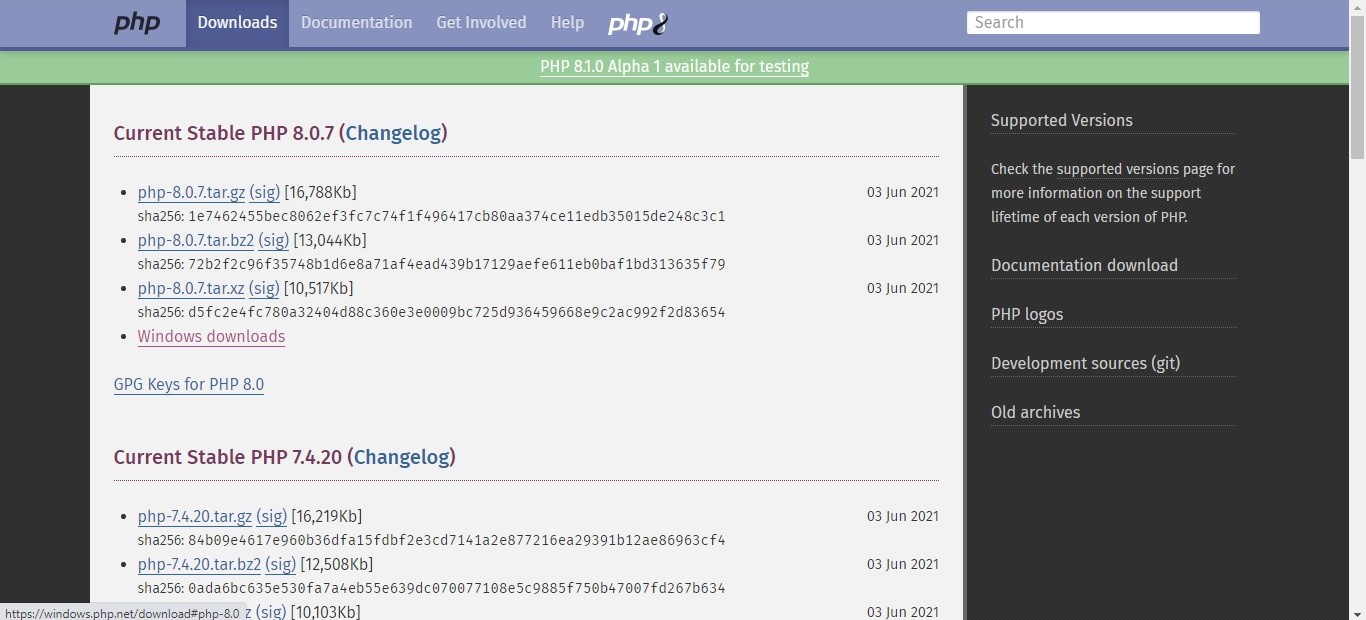 php Downloads Documentation Get Involved Help php8 Search
PHP 8.1.0 Alpha 1 available for testing
Current Stable PHP 8.0.7 (Changelog)
• php-8.0.7.tar.gz (sig) [16,788Kb] 03 Jun 2021
sha256: 1e7462455bec8062ef3fc7c74f1f496417cb80aa374ce11edb35015de248c3c1
• php-8.0.7.tar.bz2 (sig) [13,044Kb] 03 Jun 2021
sha256: 72b2f2c96f35748b1d6e8a71af4ead439b17129aefe611eb0baf1bd313635f79
• php-8.0.7.tar.xz (sig) [10,517Kb] 03 Jun 2021
sha256: d5fc2e4fc780a32404d88c360e3e0009bc725d936459668e9c2ac992f2d83654
• Windows downloads
GPG Keys for PHP 8.0
Current Stable PHP 7.4.20 (Changelog)
• php-7.4.20.tar.gz (sig) [16,219Kb] 03 Jun 2021
sha256: 84b09e4617e960b36dfa15fdbf2e3cd7141a2e877216ea29391b12ae86963cf4
• php-7.4.20.tar.bz2 (sig) [12,508Kb] 03 Jun 2021
sha256: 0ada6bc635e530fa7a4eb55e639dc070077108e5c9885f750b47007fd267b634
z (sig) [10,103Kb] 03 Jun 2021
https://windows.php.net/download#php-8.0
Supported Versions
Check the supported versions page for
more information on the support
lifetime of each version of PHP.
Documentation download
PHP logos
Development sources (git)
Old archives